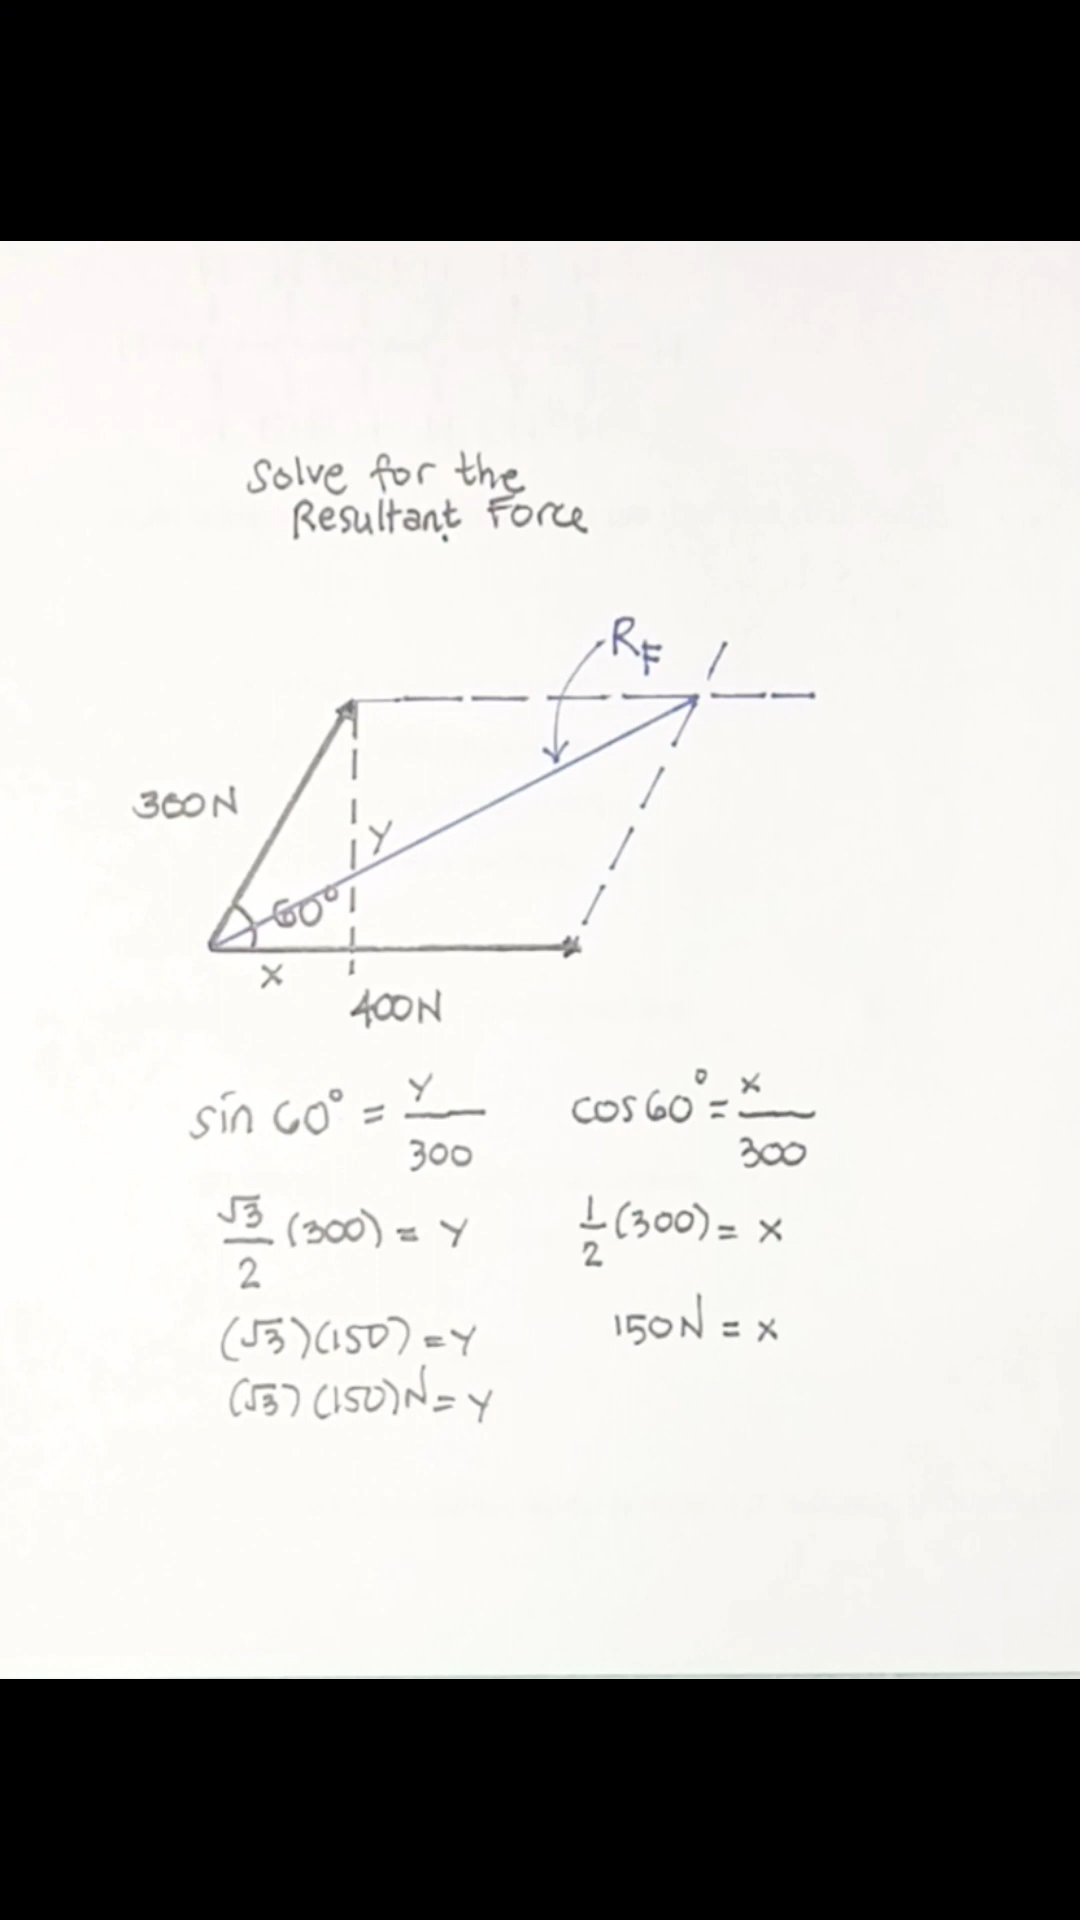 Solve for the
Resultant Force
R_F
300N
Y
60°
x
400N
sin 60° = Y/300
cos 60° = x/300
√3/2 (300) = Y
1/2 (300) = x
(√3)(150) = Y
150N = x
(√3)(150)N = Y